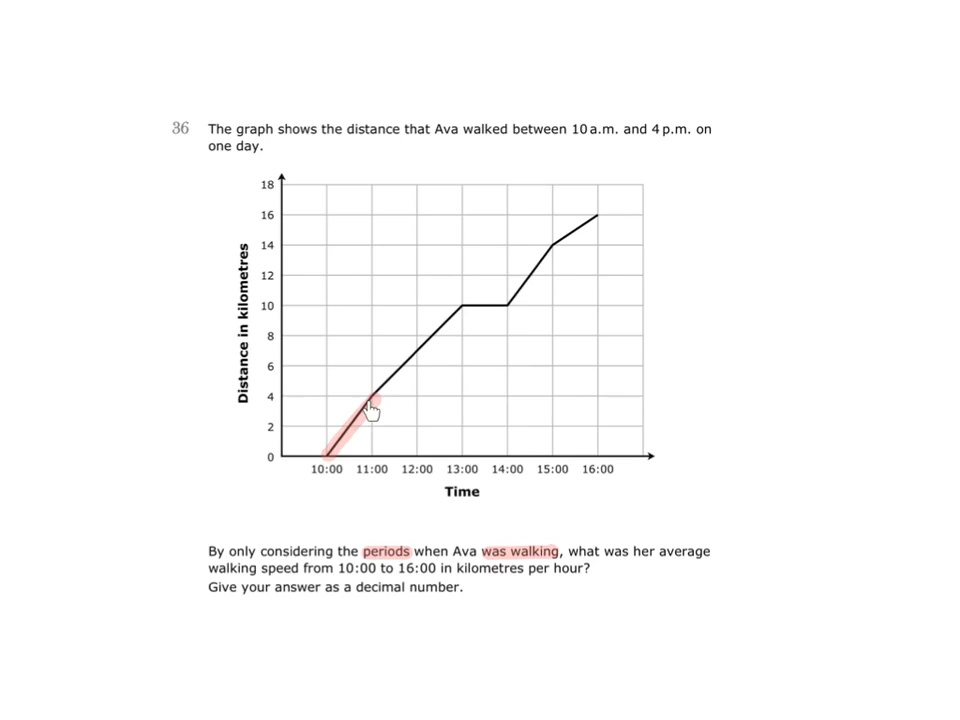 36 The graph shows the distance that Ava walked between 10 a.m. and 4 p.m. on
one day.
18
16
14
12
10
8
6
4
2
0
Distance in kilometres
10:00 11:00 12:00 13:00 14:00 15:00 16:00
Time
By only considering the periods when Ava was walking, what was her average
walking speed from 10:00 to 16:00 in kilometres per hour?
Give your answer as a decimal number.